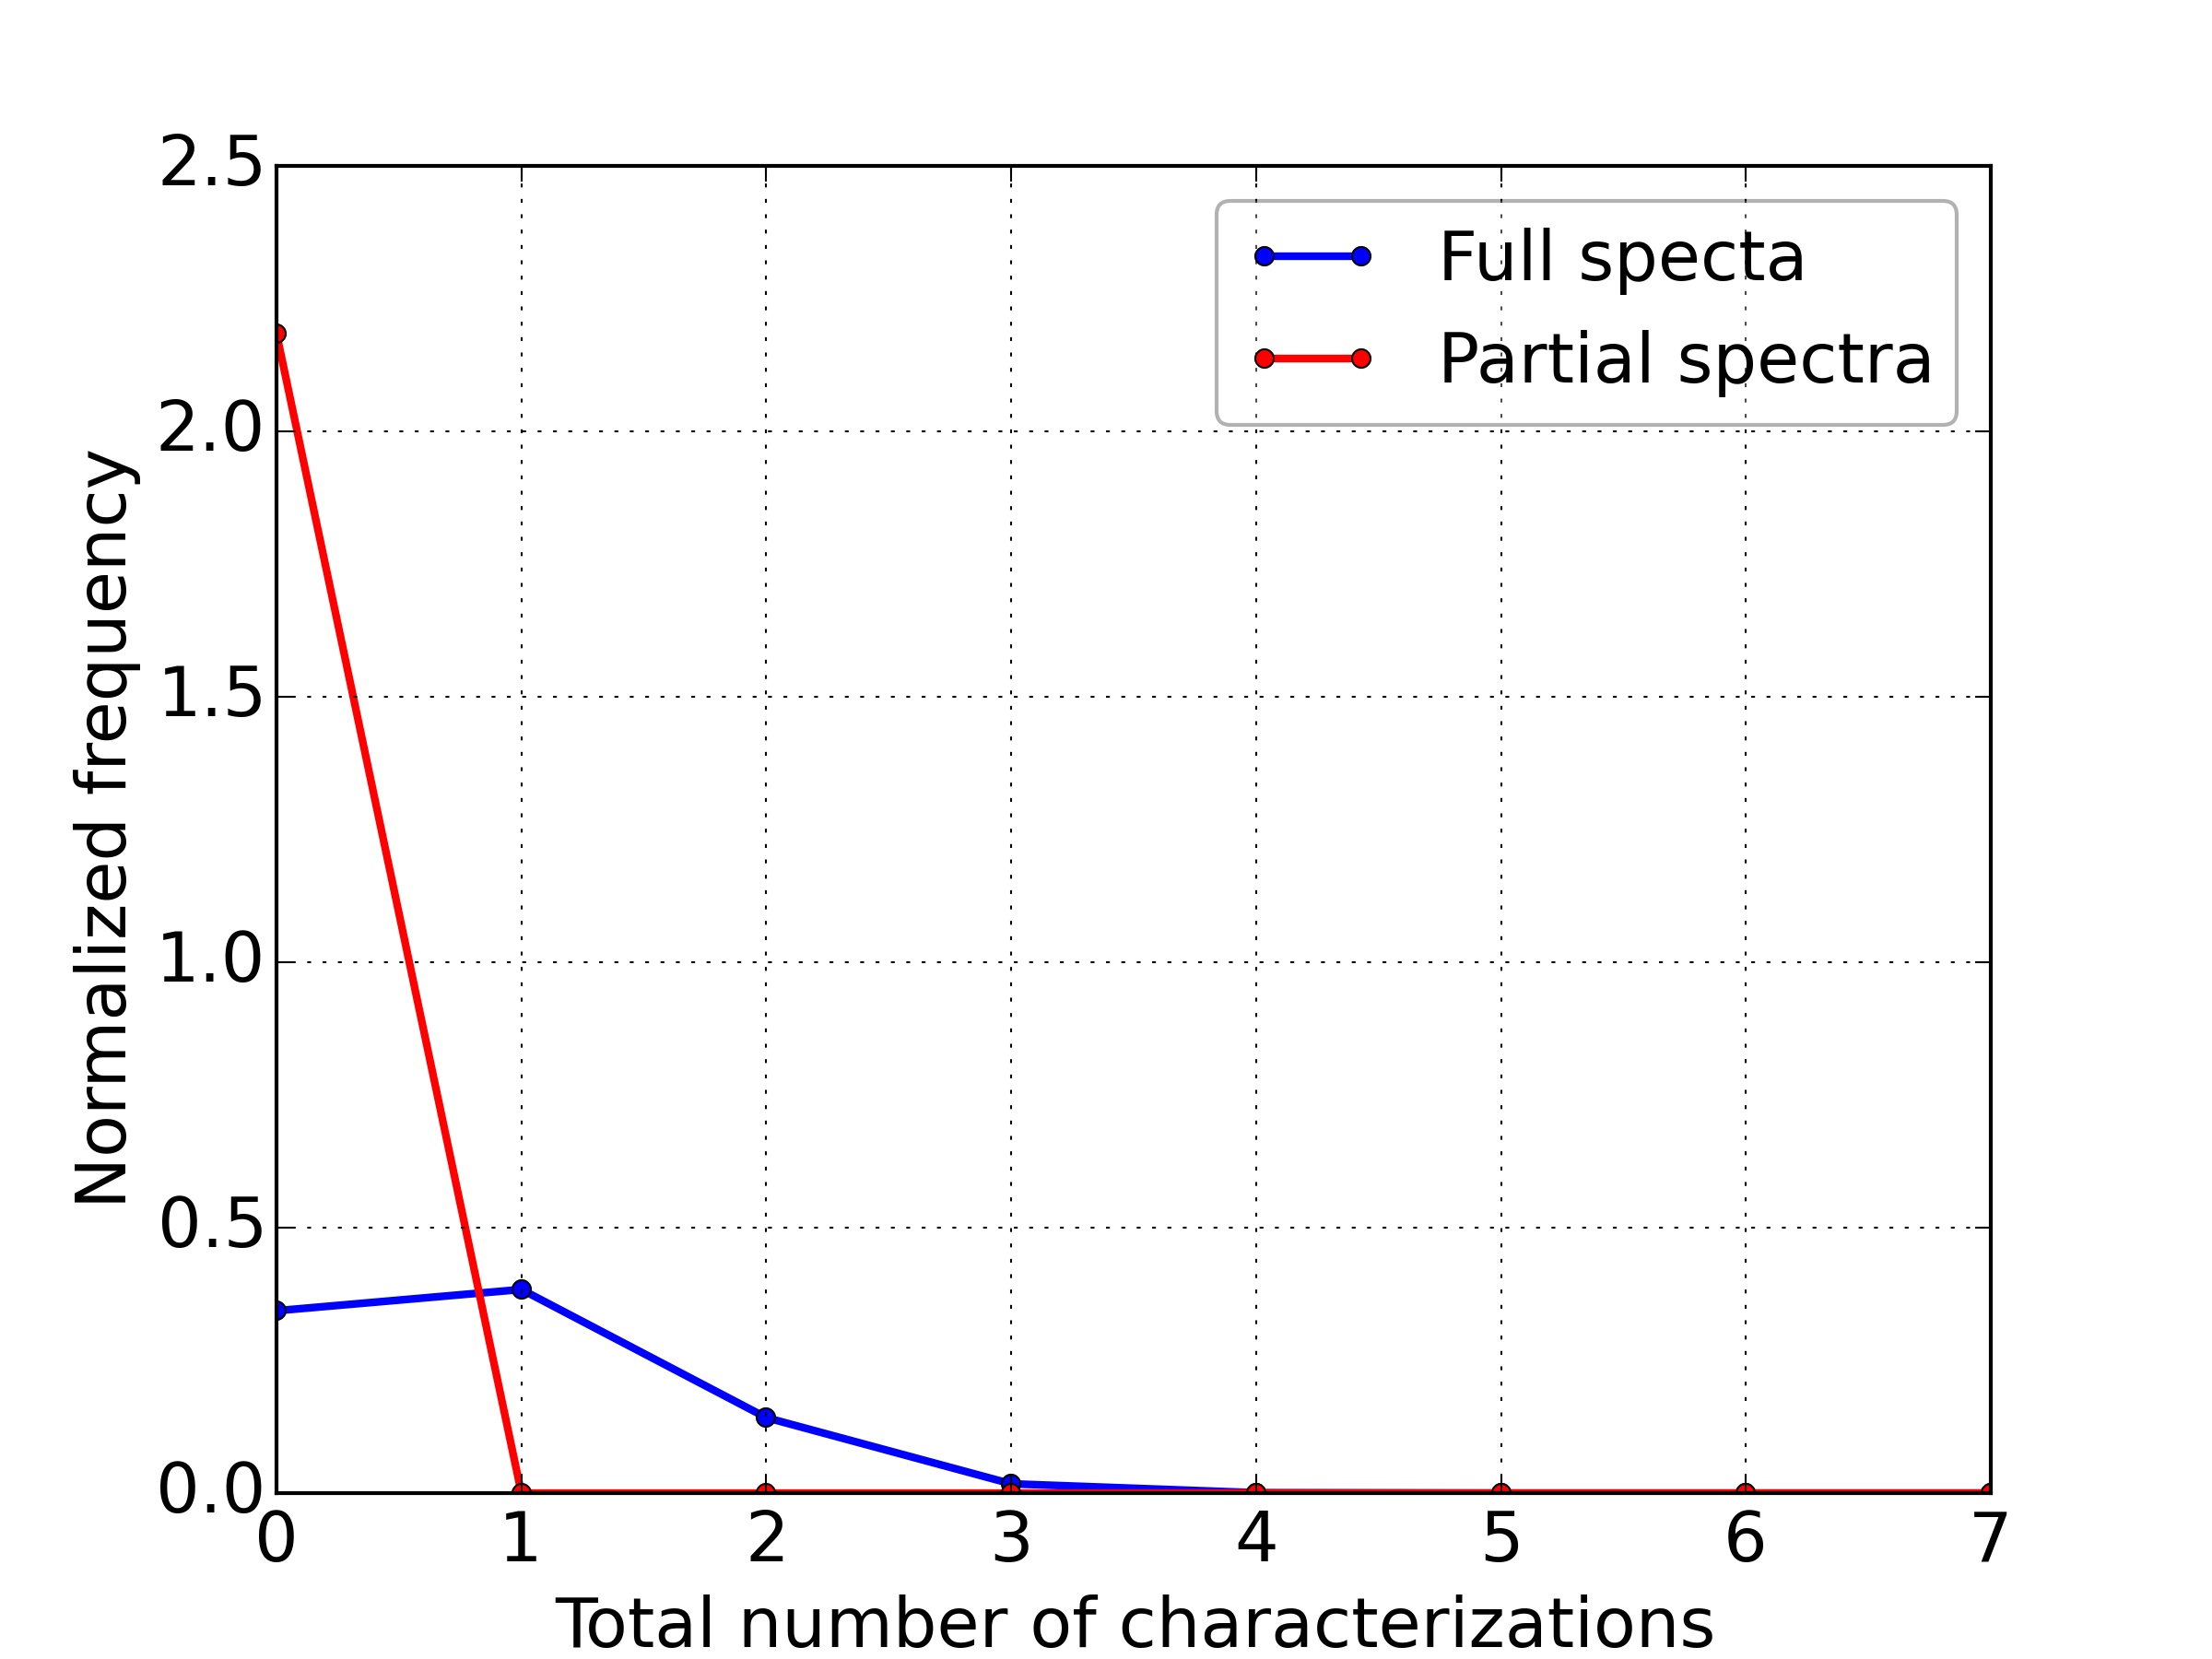 2.5
2.0
1.5
1.0
0.5
0.0
Normalized frequency
Full specta
Partial spectra
0 1 2 3 4 5 6 7
Total number of characterizations